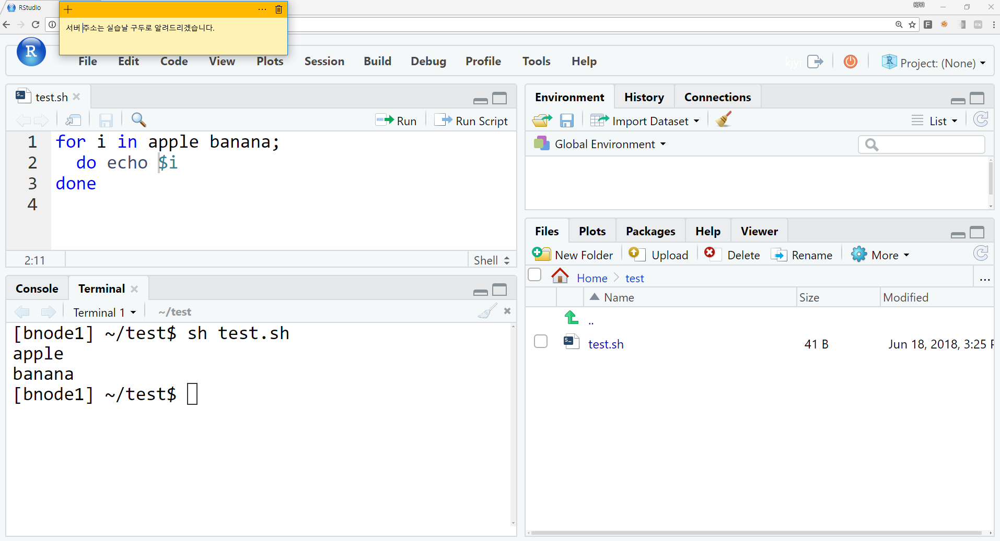 RStudio
KJYI
서버 주소는 실습날 구두로 알려드리겠습니다.
R
File Edit Code View Plots Session Build Debug Profile Tools Help
kjyi
Project: (None)
test.sh
Run
Run Script
1 for i in apple banana;
2 do echo $i
3 done
4
2:11
Shell
Console Terminal
Terminal 1 ~/test
[bnode1] ~/test$ sh test.sh
apple
banana
[bnode1] ~/test$
Environment History Connections
Import Dataset
List
Global Environment
Files Plots Packages Help Viewer
New Folder Upload Delete Rename More
Home test
...
Name Size Modified
..
test.sh 41 B Jun 18, 2018, 3:25